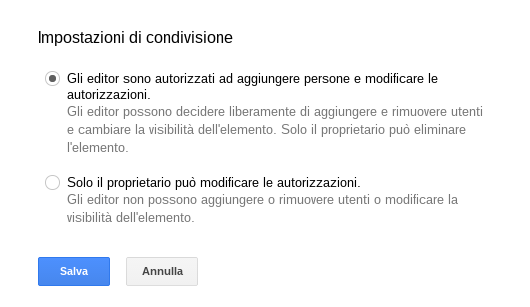 Impostazioni di condivisione
Gli editor sono autorizzati ad aggiungere persone e modificare le
autorizzazioni.
Gli editor possono decidere liberamente di aggiungere e rimuovere utenti
e cambiare la visibilità dell'elemento. Solo il proprietario può eliminare
l'elemento.
Solo il proprietario può modificare le autorizzazioni.
Gli editor non possono aggiungere o rimuovere utenti o modificare la
visibilità dell'elemento.
Salva
Annulla